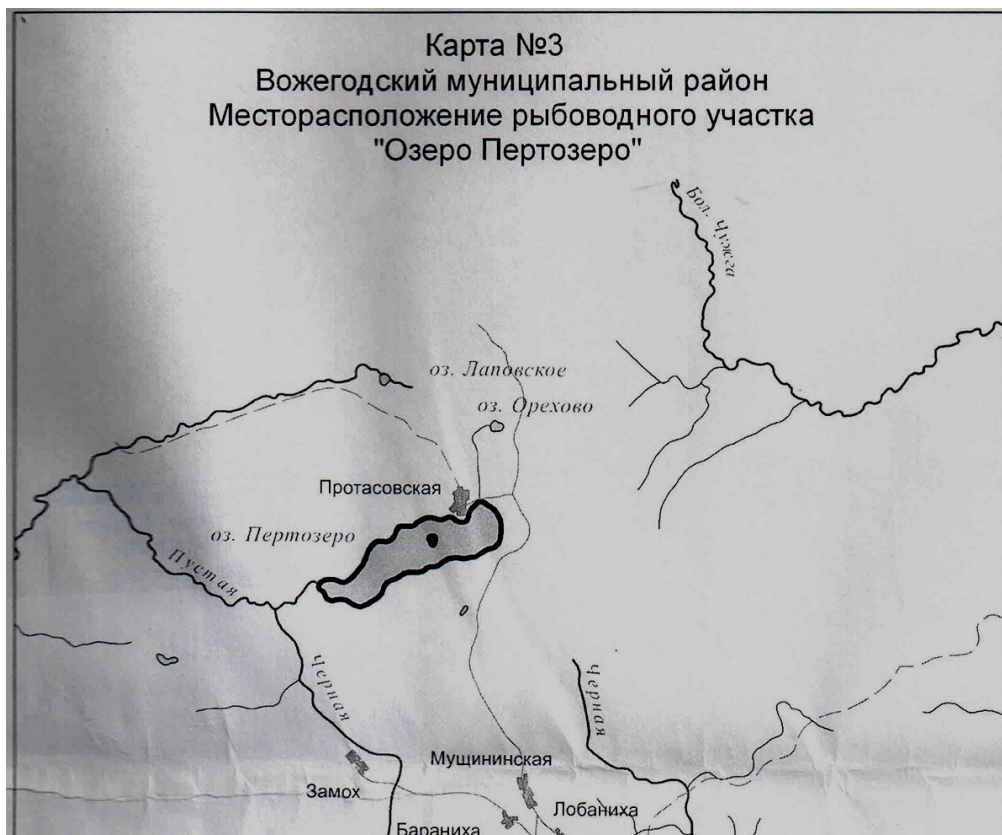 Карта №3
Вожегодский муниципальный район
Месторасположение рыбоводного участка
"Озеро Пертозеро"
Бол. Чужга
оз. Лаповское
оз. Орехово
Протасовская
оз. Пертозеро
Пустая
Черная
Черная
Мущининская
Замох
Лобаниха
Бараниха